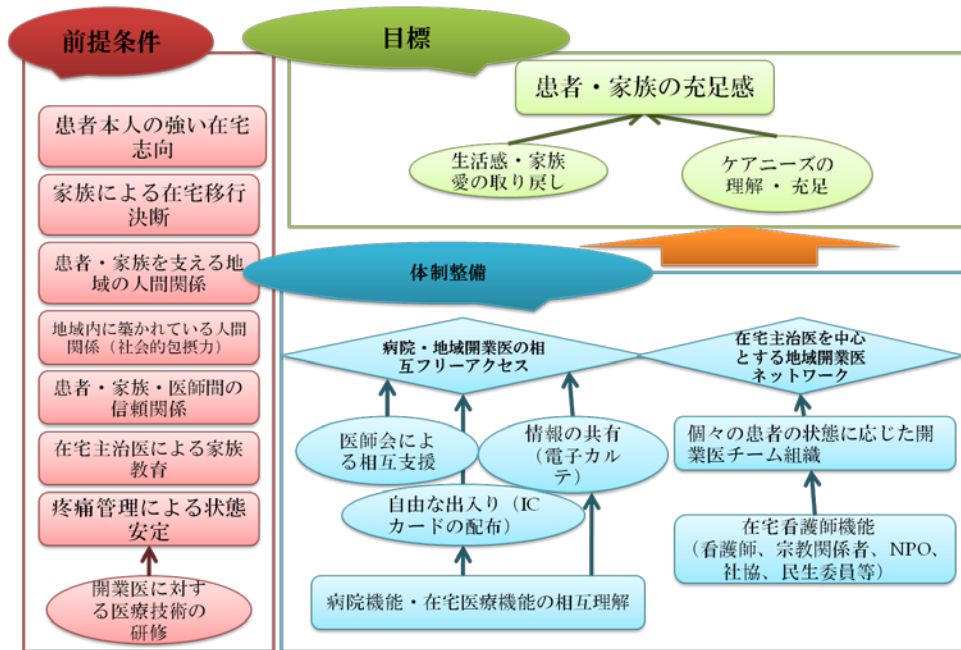 前提条件
患者本人の強い在宅
志向
家族による在宅移行
決断
患者・家族を支える地
域の人間関係
地域内に築かれている人間
関係（社会的包摂力）
患者・家族・医師間の
信頼関係
在宅主治医による家族
教育
疼痛管理による状態
安定
開業医に対
する医療技術の
研修
目標
患者・家族の充足感
生活感・家族
愛の取り戻し
ケアニーズの
理解・充足
体制整備
病院・地域開業医の相
互フリーアクセス
在宅主治医を中心
とする地域開業医
ネットワーク
医師会によ
る相互支援
情報の共有
（電子カル
テ）
自由な出入り（IC
カードの配布）
病院機能・在宅医療機能の相互理解
個々の患者の状態に応じた開
業医チーム組織
在宅看護師機能
（看護師、宗教関係者、NPO、
社協、民生委員等）